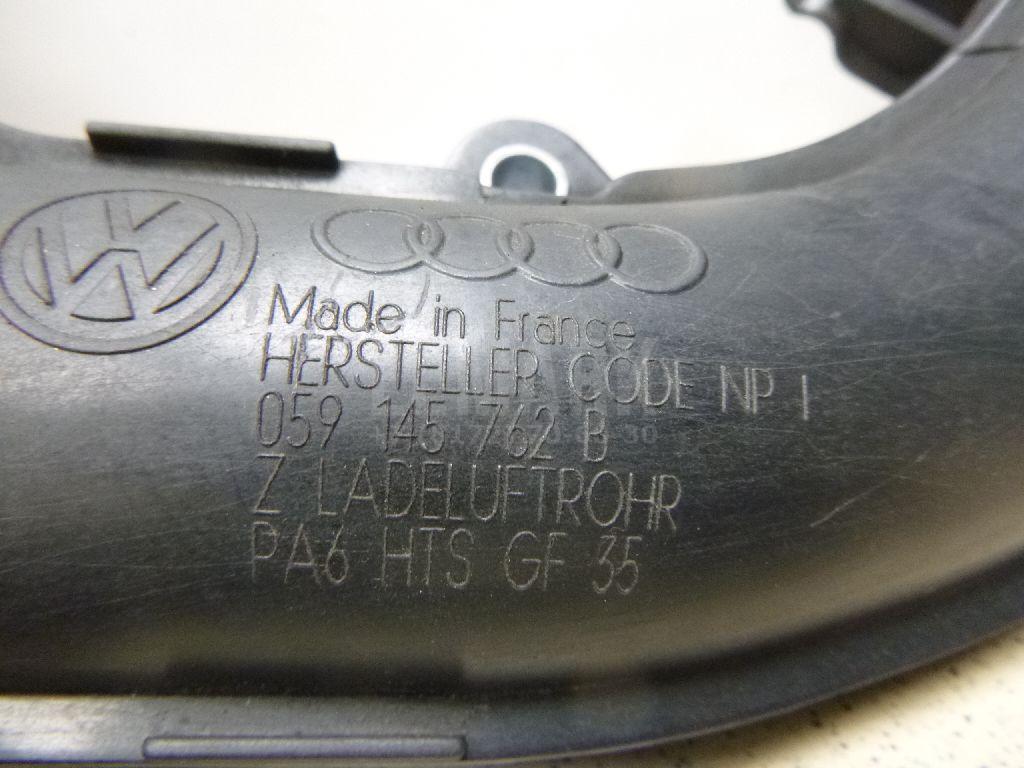 Made in France
HERSTELLER CODE NP I
059 145 762 B
Z LADELUFTROHR
PA6 HTS GF 35